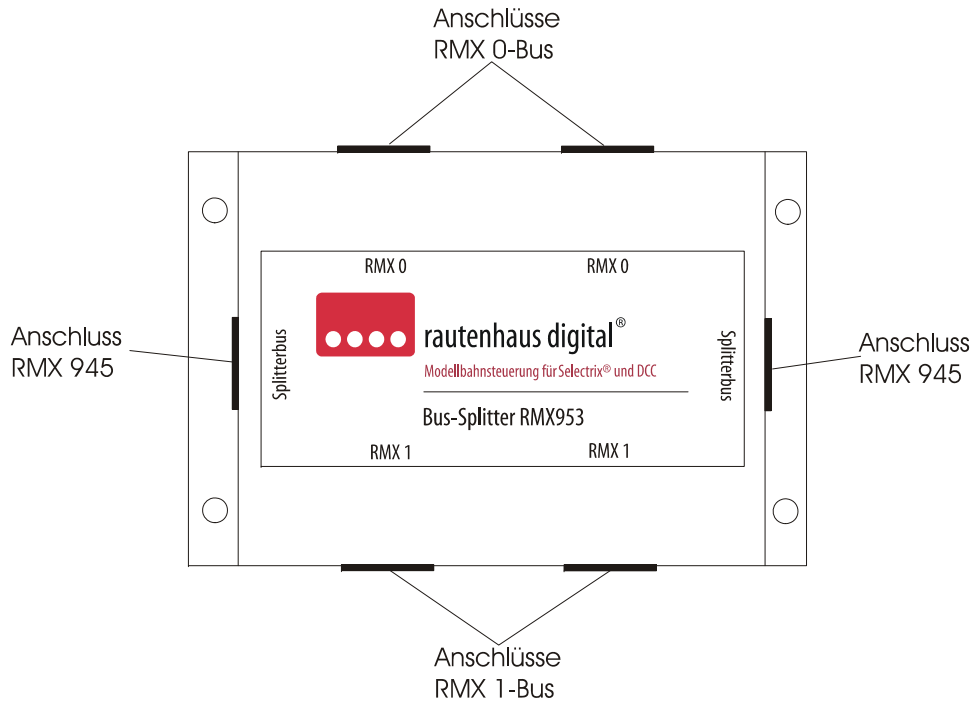 Anschlüsse
RMX 0-Bus
RMX 0 RMX 0
Anschluss
RMX 945
Splitterbus
rautenhaus digital®
Modellbahnsteuerung für Selectrix® und DCC
Bus-Splitter RMX953
Splitterbus
Anschluss
RMX 945
RMX 1 RMX 1
Anschlüsse
RMX 1-Bus